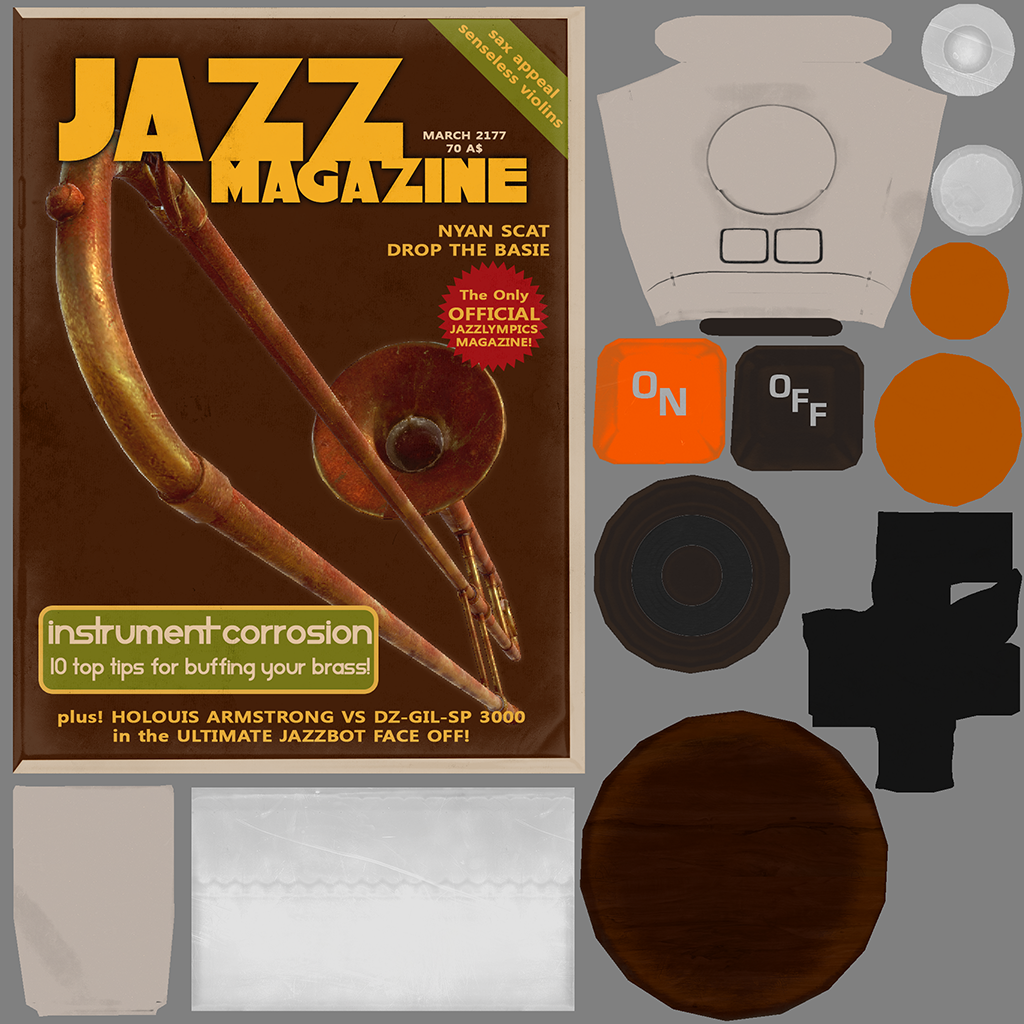 JAZZ
MAGAZINE
sax appeal
senseless violins
MARCH 2177
70 A$
NYAN SCAT
DROP THE BASIE
The Only
OFFICIAL
JAZZLYMPICS
MAGAZINE!
instrument corrosion
10 top tips for buffing your brass!
plus! HOLOUIS ARMSTRONG VS DZ-GIL-SP 3000
in the ULTIMATE JAZZBOT FACE OFF!
ON
OFF